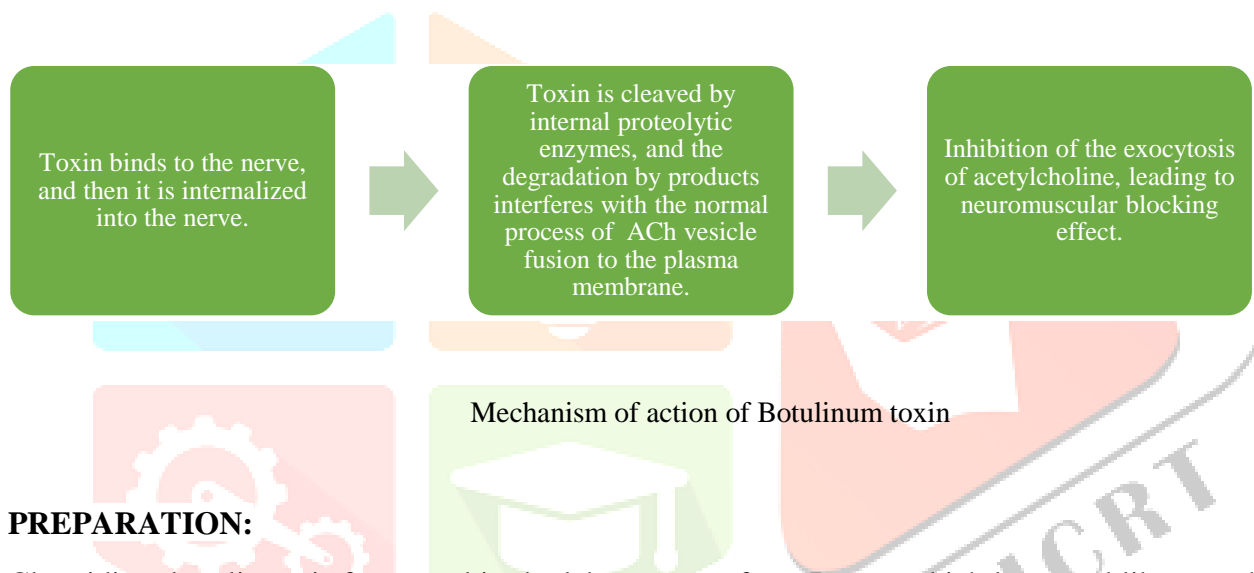 Toxin binds to the nerve,
and then it is internalized
into the nerve.
Toxin is cleaved by
internal proteolytic
enzymes, and the
degradation by products
interferes with the normal
process of ACh vesicle
fusion to the plasma
membrane.
Inhibition of the exocytosis
of acetylcholine, leading to
neuromuscular blocking
effect.
Mechanism of action of Botulinum toxin
PREPARATION: